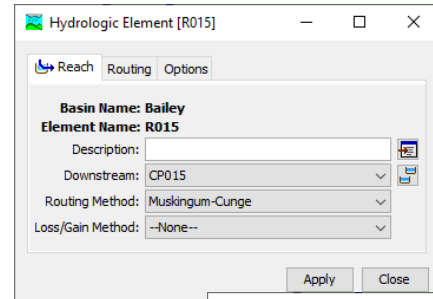 Hydrologic Element [R015]
Reach Routing Options
Basin Name: Bailey
Element Name: R015
Description:
Downstream: CP015
Routing Method: Muskingum-Cunge
Loss/Gain Method: --None--
Apply Close